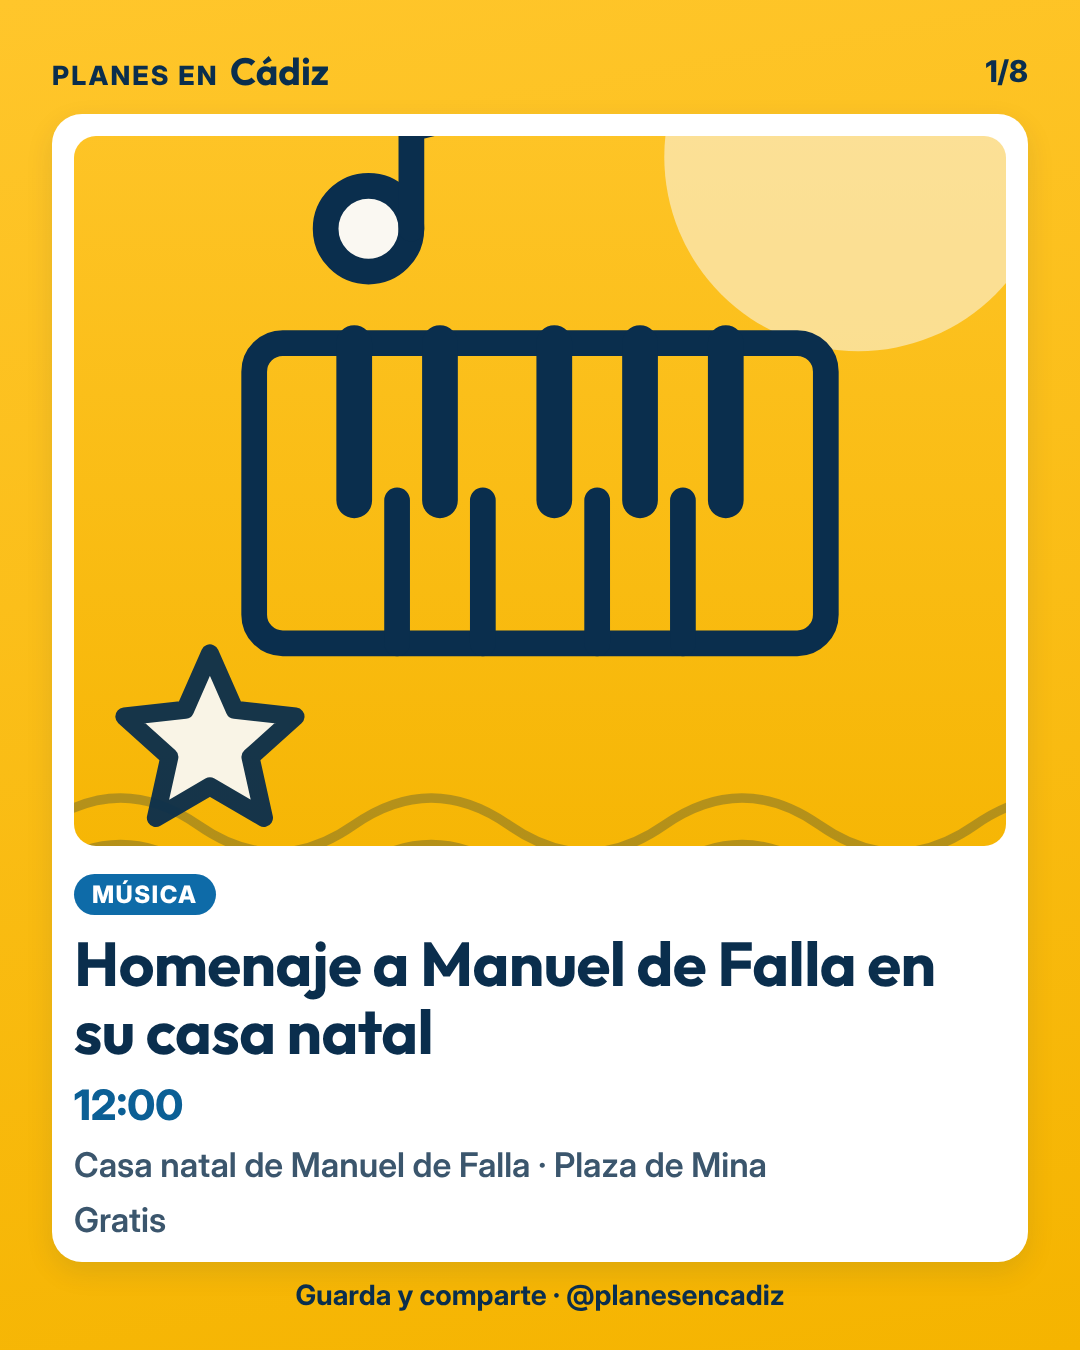 PLANES EN Cádiz
1/8
MÚSICA
Homenaje a Manuel de Falla en
su casa natal
12:00
Casa natal de Manuel de Falla · Plaza de Mina
Gratis
Guarda y comparte · @planesencadiz